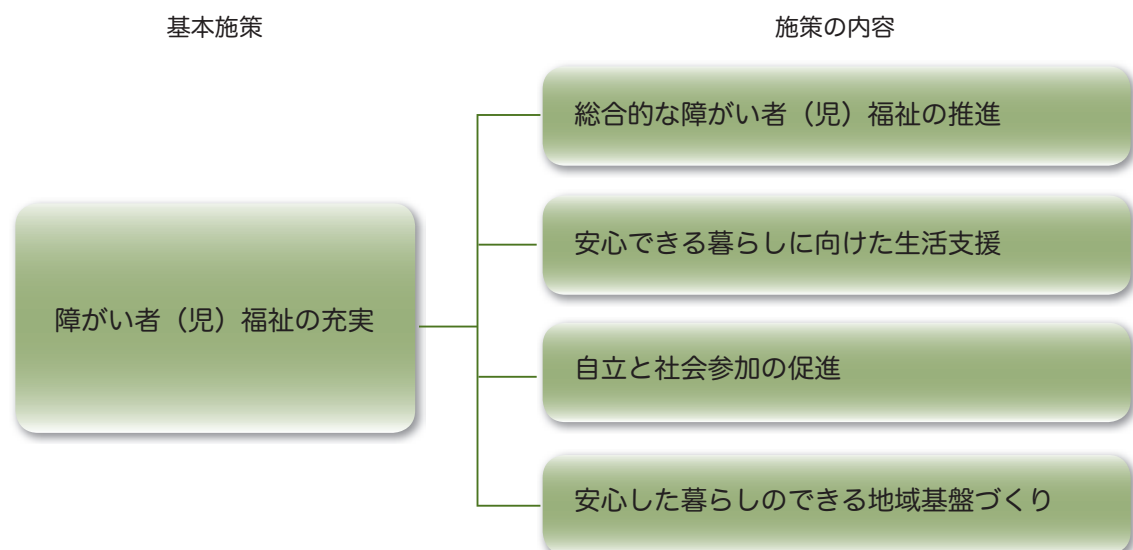 基本施策
施策の内容
障がい者（児）福祉の充実
総合的な障がい者（児）福祉の推進
安心できる暮らしに向けた生活支援
自立と社会参加の促進
安心した暮らしのできる地域基盤づくり